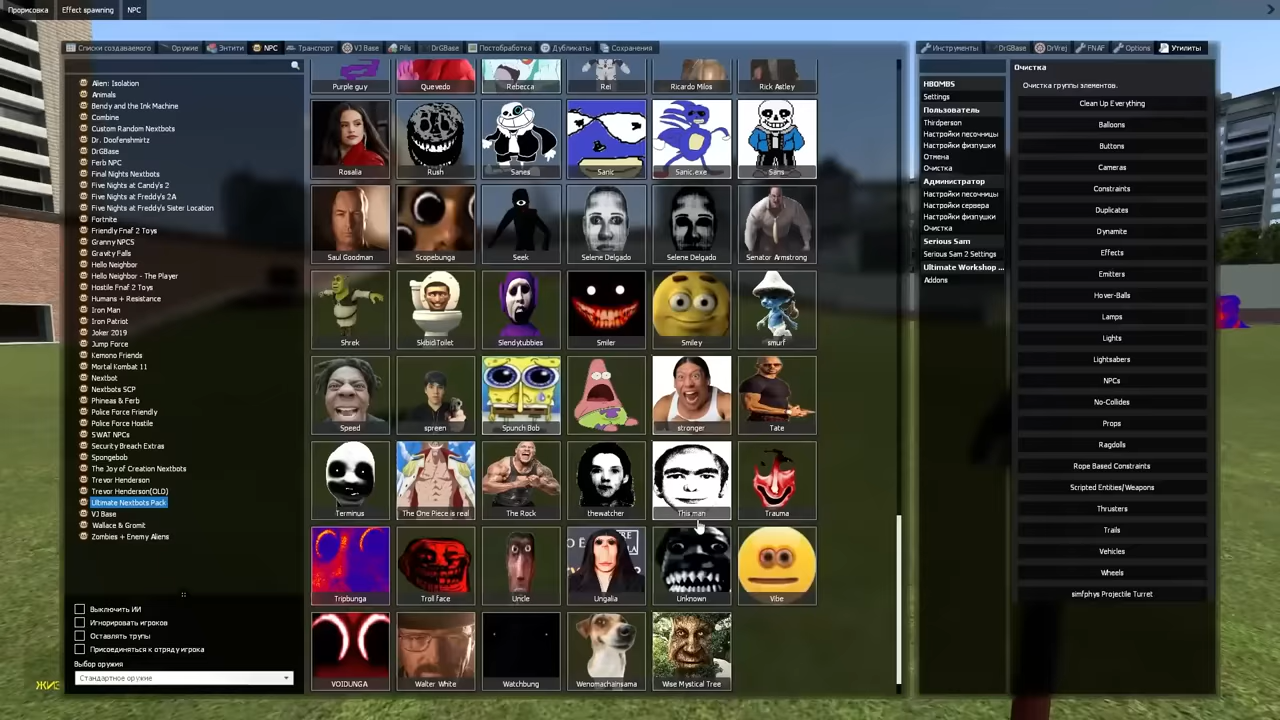 Прорисовка Effect spawning NPC
Списки создаваемого Оружие Энтити NPC Транспорт VJ Base Pills DrGBase Постобработка Дубликаты Сохранения
Alien: Isolation
Animals
Bendy and the Ink Machine
Combine
Custom Random Nextbots
Dr. Doofenshmirtz
DrGBase
Ferb NPC
Final Nights Nextbots
Five Nights at Candy's 2
Five Nights at Freddy's 2A
Five Nights at Freddy's Sister Location
Fortnite
Friendly Fnaf 2 Toys
Granny NPCS
Gravity Falls
Hello Neighbor
Hello Neighbor - The Player
Hostile Fnaf 2 Toys
Humans + Resistance
Iron Man
Iron Patriot
Joker 2019
Jump Force
Kemono Friends
Mortal Kombat 11
Nextbot
Nextbots SCP
Phineas & Ferb
Police Force Friendly
Police Force Hostile
SWAT NPCs
Security Breach Extras
Spongebob
The Joy of Creation Nextbots
Trevor Henderson
Trevor Henderson(OLD)
Ultimate Nextbots Pack
VJ Base
Wallace & Gromit
Zombies + Enemy Aliens
Выключить ИИ
Игнорировать игроков
Оставлять трупы
Присоединяться к отряду игрока
Выбор оружия
Стандартное оружие
Purple guy Quevedo Rebecca Rei Ricardo Milos Rick Astley
Rosalia Rush Sanes Sanic Sanic.exe Sans
Saul Goodman Scopebunga Seek Selene Delgado Selene Delgado Senator Armstrong
Shrek SkibidiToilet Slendytubbies Smiler Smiley smurf
Speed spreen Spunch Bob stronger Tate
Terminus The One Piece is real The Rock thewatcher This man Trauma
Tripbunga Troll face Uncle Ungalia Unknown Vibe
VOIDUNGA Walter White Watchbung Wenomachainsama Wise Mystical Tree
Инструменты DrGBase DrVrej FNAF Options Утилиты
HBOMBS
Settings
Пользователь
Thirdperson
Настройки песочницы
Настройки физпушки
Отмена
Очистка
Администратор
Настройки песочницы
Настройки сервера
Настройки физпушки
Очистка
Serious Sam
Serious Sam 2 Settings
Ultimate Workshop ...
Addons
Очистка
Очистка группы элементов.
Clean Up Everything
Balloons
Buttons
Cameras
Constraints
Duplicates
Dynamite
Effects
Emitters
Hover-Balls
Lamps
Lights
Lightsabers
NPCs
No-Collides
Props
Ragdolls
Rope Based Constraints
Scripted Entities/Weapons
Thrusters
Trails
Vehicles
Wheels
simfphys Projectile Turret